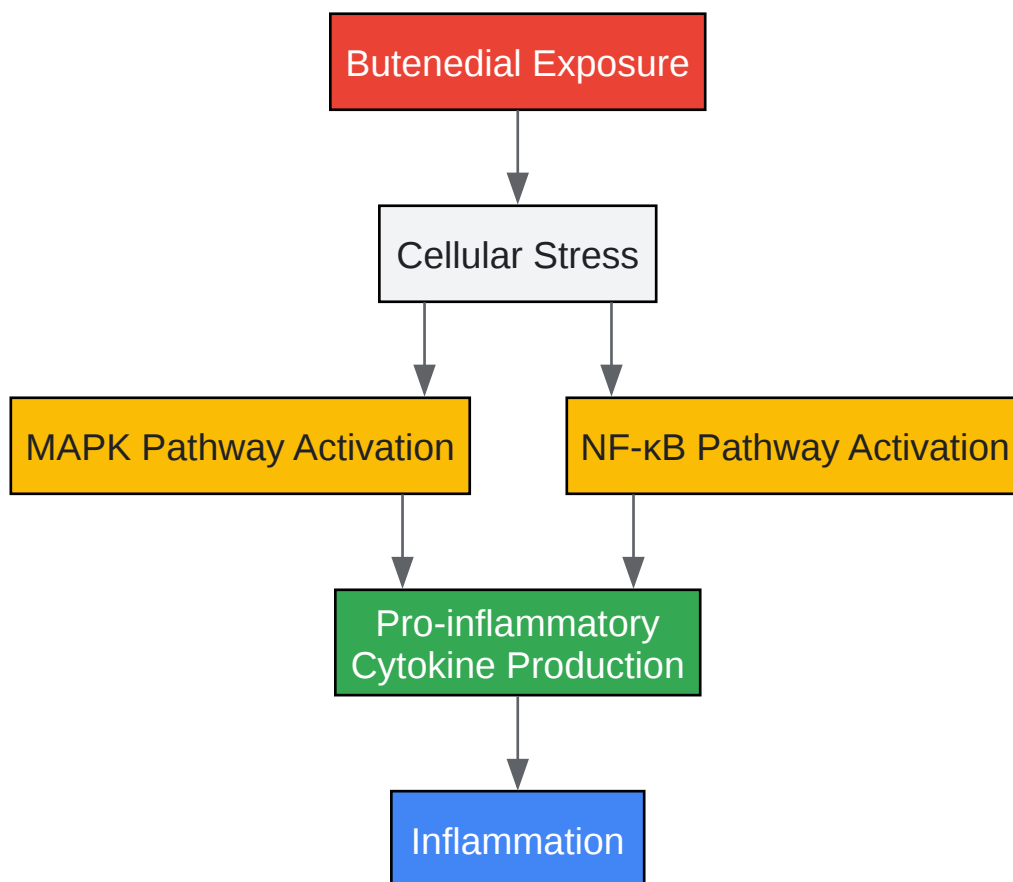 Butenedial Exposure
Cellular Stress
MAPK Pathway Activation
NF-κB Pathway Activation
Pro-inflammatory
Cytokine Production
Inflammation